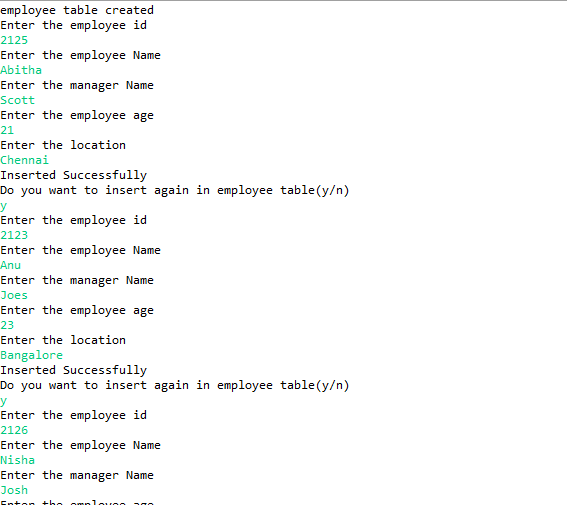 employee table created
Enter the employee id
2125
Enter the employee Name
Abitha
Enter the manager Name
Scott
Enter the employee age
21
Enter the location
Chennai
Inserted Successfully
Do you want to insert again in employee table(y/n)
y
Enter the employee id
2123
Enter the employee Name
Anu
Enter the manager Name
Joes
Enter the employee age
23
Enter the location
Bangalore
Inserted Successfully
Do you want to insert again in employee table(y/n)
y
Enter the employee id
2126
Enter the employee Name
Nisha
Enter the manager Name
Josh
Enter the employee age